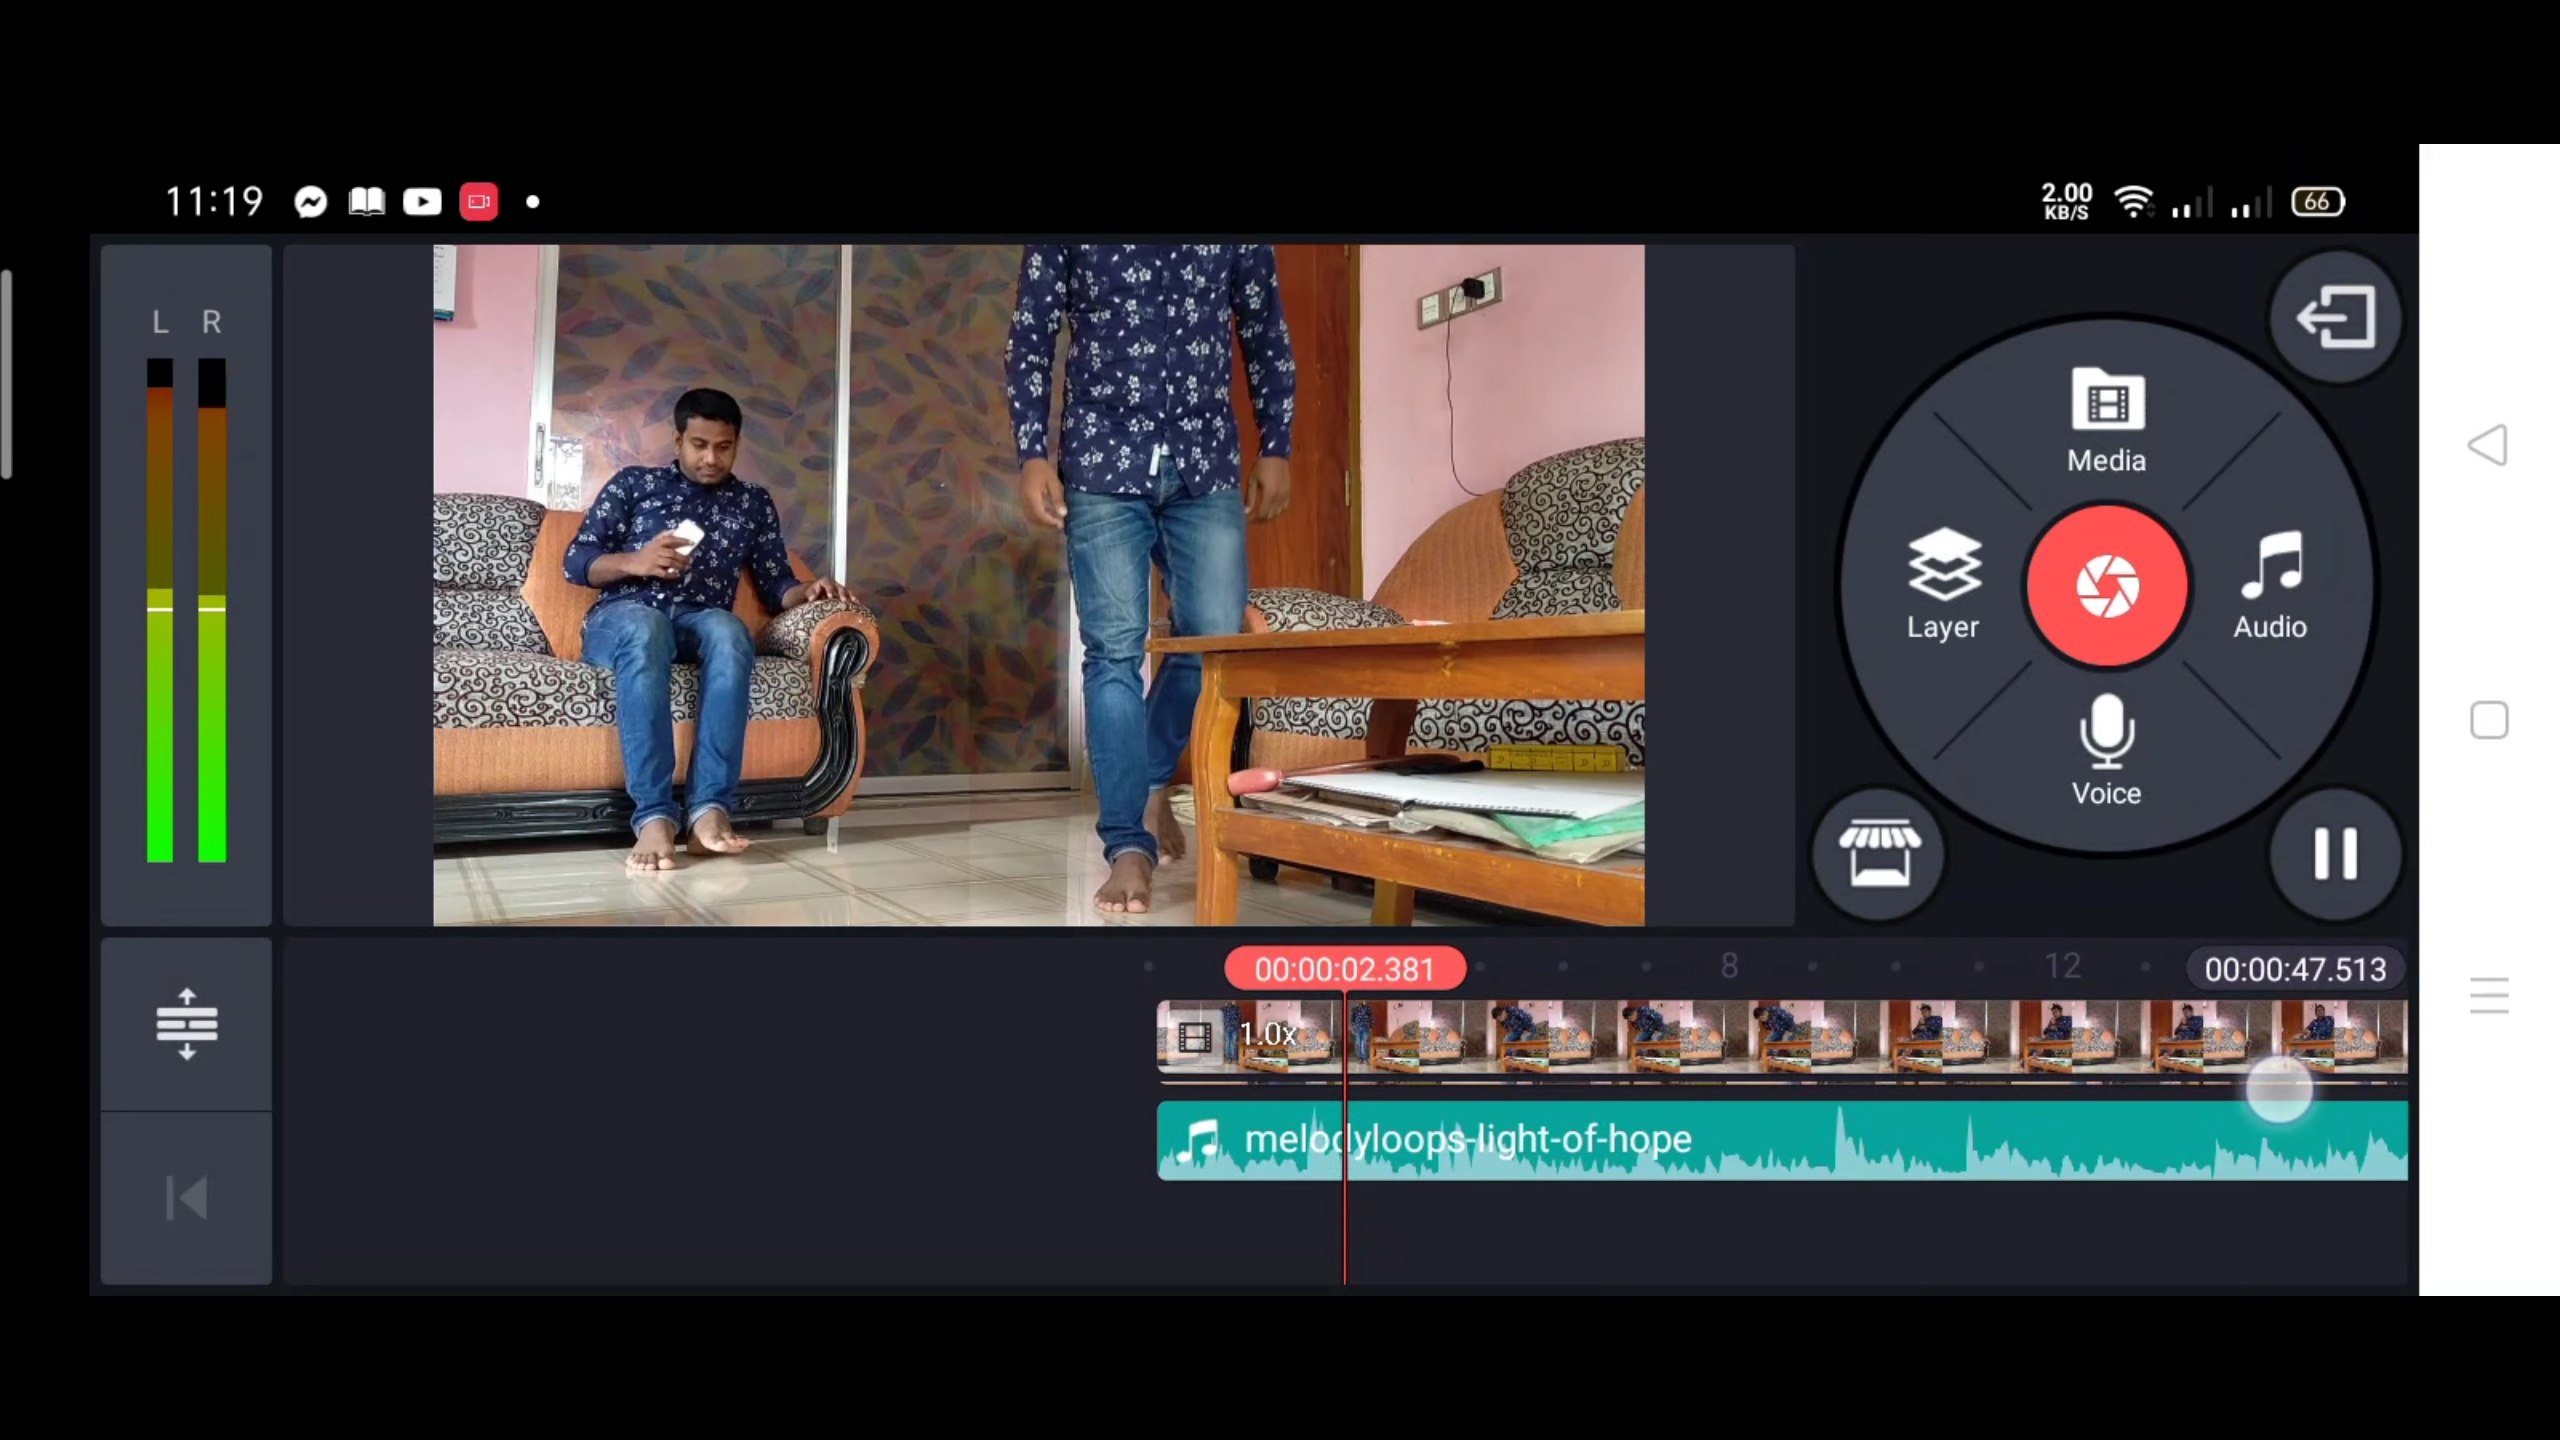 11:19
2.00
KB/S
66
L R
Media
Layer
Audio
Voice
00:00:02.381
8
12
00:00:47.513
1.0x
melodyloops-light-of-hope